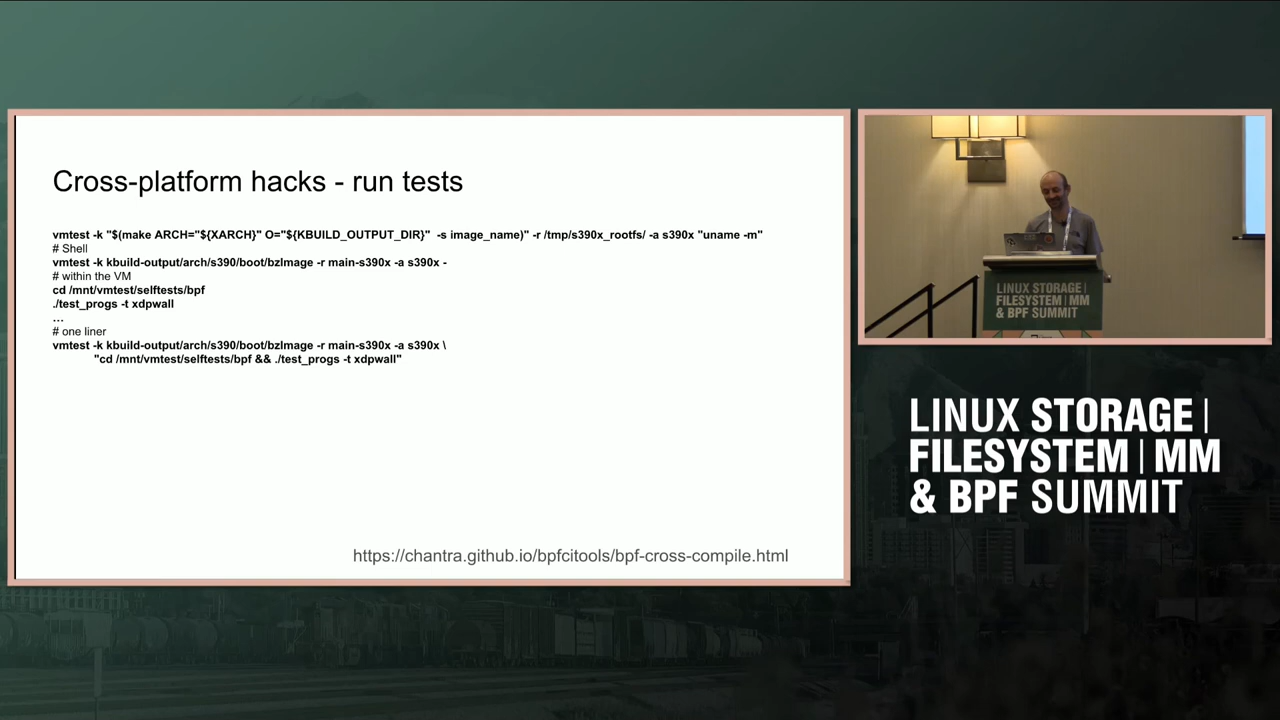 Cross-platform hacks - run tests
vmtest -k "$(make ARCH="${XARCH}" O="${KBUILD_OUTPUT_DIR}"  -s image_name)" -r /tmp/s390x_rootfs/ -a s390x "uname -m"
# Shell
vmtest -k kbuild-output/arch/s390/boot/bzImage -r main-s390x -a s390x -
# within the VM
cd /mnt/vmtest/selftests/bpf
./test_progs -t xdpwall
...
# one liner
vmtest -k kbuild-output/arch/s390/boot/bzImage -r main-s390x -a s390x \
"cd /mnt/vmtest/selftests/bpf && ./test_progs -t xdpwall"
https://chantra.github.io/bpfcitools/bpf-cross-compile.html
LINUX STORAGE|
FILESYSTEM|MM
& BPF SUMMIT
LINUX STORAGE|
FILESYSTEM|MM
& BPF SUMMIT